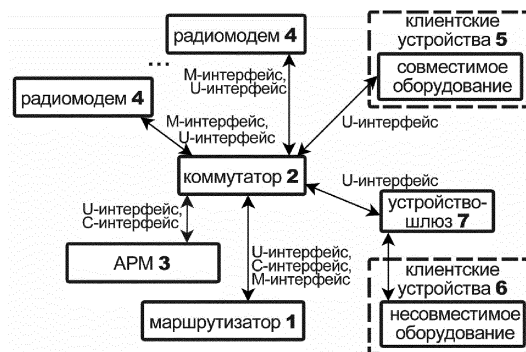 радиомодем 4
клиентские
устройства 5
совместимое
оборудование
...
М-интерфейс,
U-интерфейс
радиомодем 4
М-интерфейс,
U-интерфейс
U-интерфейс
коммутатор 2
U-интерфейс
устройство-
шлюз 7
U-интерфейс,
С-интерфейс
АРМ 3
U-интерфейс,
С-интерфейс,
М-интерфейс
клиентские
устройства 6
несовместимое
оборудование
маршрутизатор 1